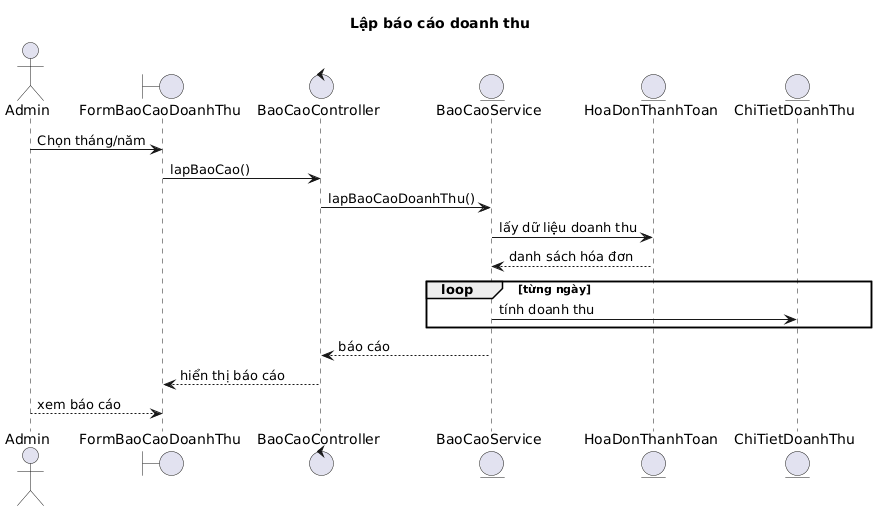 Lập báo cáo doanh thu
Admin
FormBaoCaoDoanhThu
BaoCaoController
BaoCaoService
HoaDonThanhToan
ChiTietDoanhThu
Chọn tháng/năm
lapBaoCao()
lapBaoCaoDoanhThu()
lấy dữ liệu doanh thu
danh sách hóa đơn
loop
[từng ngày]
tính doanh thu
báo cáo
hiển thị báo cáo
xem báo cáo
Admin
FormBaoCaoDoanhThu
BaoCaoController
BaoCaoService
HoaDonThanhToan
ChiTietDoanhThu